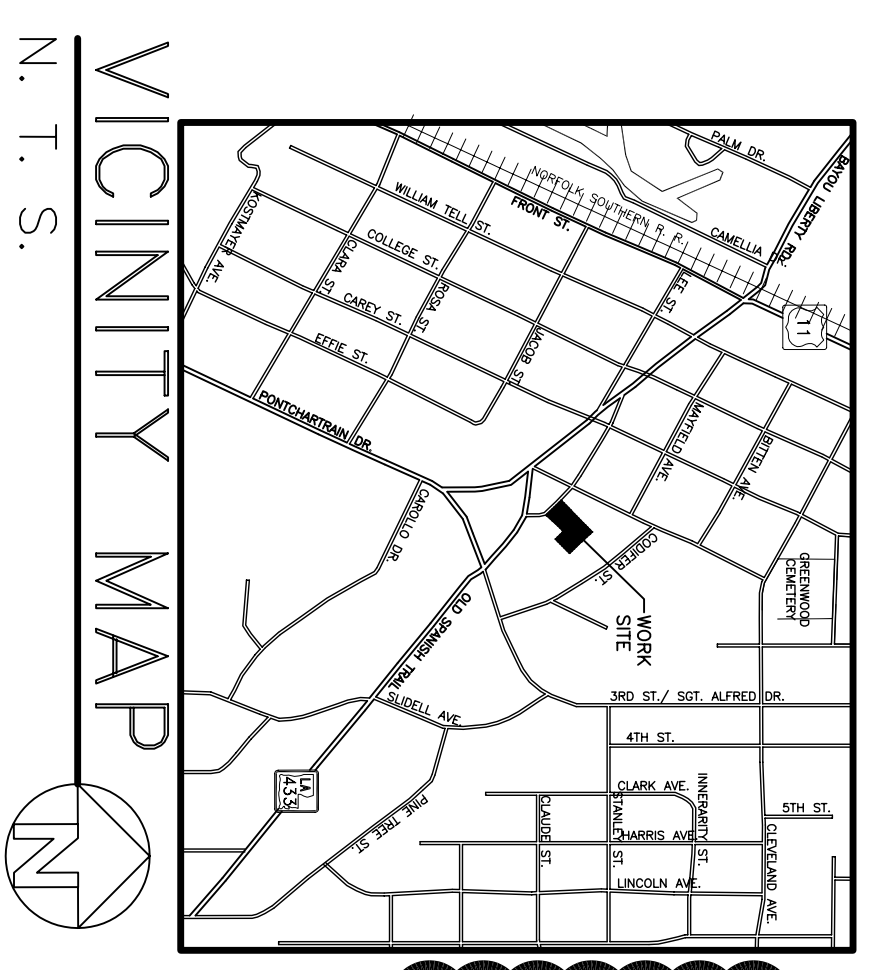 VICINITY MAP
N. T. S.
N
PALM DR.
BAYOU LIBERTY RD.
NORFOLK SOUTHERN R. R.
CAMELLIA DR.
FRONT ST.
WILLIAM TELL ST.
11
KOSTMAYER AVE.
COLLEGE ST.
CLARA ST.
LEE ST.
CAREY ST.
ROSA ST.
EFFIE ST.
JACOB ST.
PONTCHARTRAIN DR.
MAYFIELD AVE.
BITTEN AVE.
CAROLLO DR.
CODIFER ST.
GREENWOOD
CEMETERY
WORK
SITE
OLD SPANISH TRAIL
SLIDELL AVE.
3RD ST./ SGT. ALFRED DR.
4TH ST.
LA
433
PINE TREE ST.
CLARK AVE.
INNERARITY ST.
5TH ST.
CLAUDE ST.
STANLEY ST.
HARRIS AVE.
CLEVELAND AVE.
LINCOLN AVE.